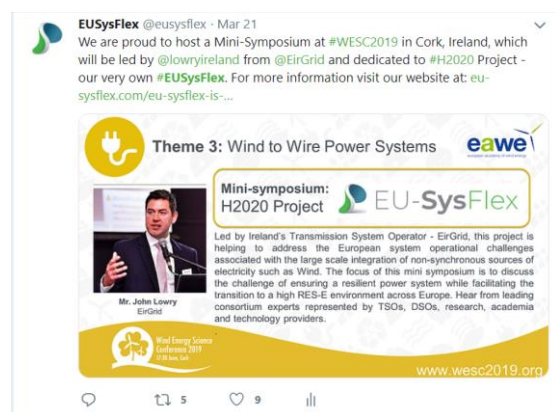 EUSysFlex @eusysflex · Mar 21
We are proud to host a Mini-Symposium at #WESC2019 in Cork, Ireland, which
will be led by @lowryireland from @EirGrid and dedicated to #H2020 Project -
our very own #EUSysFlex. For more information visit our website at: eu-
sysflex.com/eu-sysflex-is-...
Theme 3: Wind to Wire Power Systems
eawe
Mini-symposium:
H2020 Project
EU-SysFlex
Led by Ireland's Transmission System Operator - EirGrid, this project is
helping to address the European system operational challenges
associated with the large scale integration of non-synchronous sources of
electricity such as Wind. The focus of this mini symposium is to discuss
the challenge of ensuring a resilient power system while facilitating the
transition to a high RES-E environment across Europe. Hear from leading
consortium experts represented by TSOs, DSOs, research, academia
and technology providers.
Mr. John Lowry
EirGrid
Wind Energy Science
Conference 2019
www.wesc2019.org
5
9